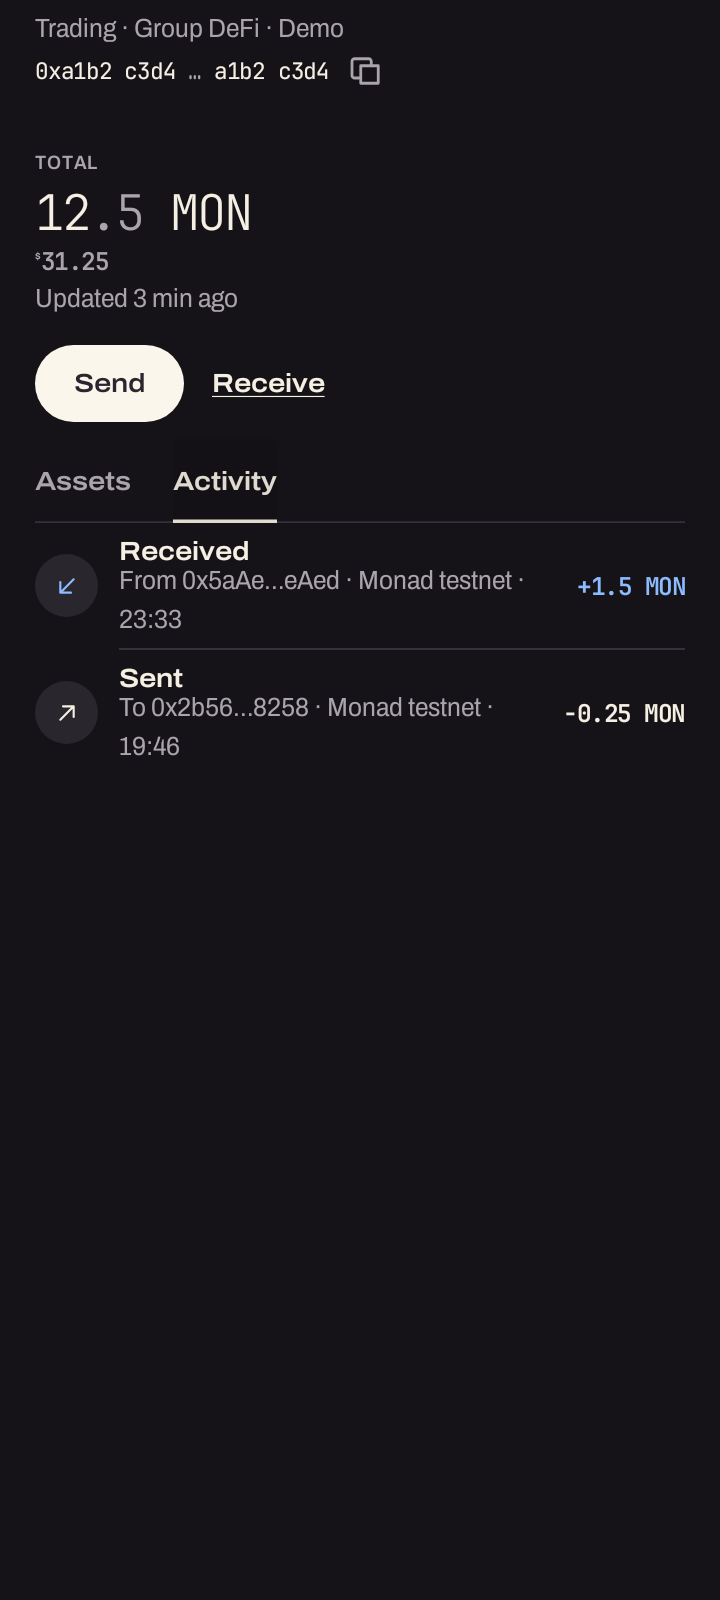 Trading · Group DeFi · Demo
0xa1b2 c3d4 … a1b2 c3d4
TOTAL
12.5 MON
$31.25
Updated 3 min ago
Send
Receive
Assets
Activity
Received
From 0x5aAe...eAed · Monad testnet ·
23:33
+1.5 MON
Sent
To 0x2b56...8258 · Monad testnet ·
19:46
-0.25 MON